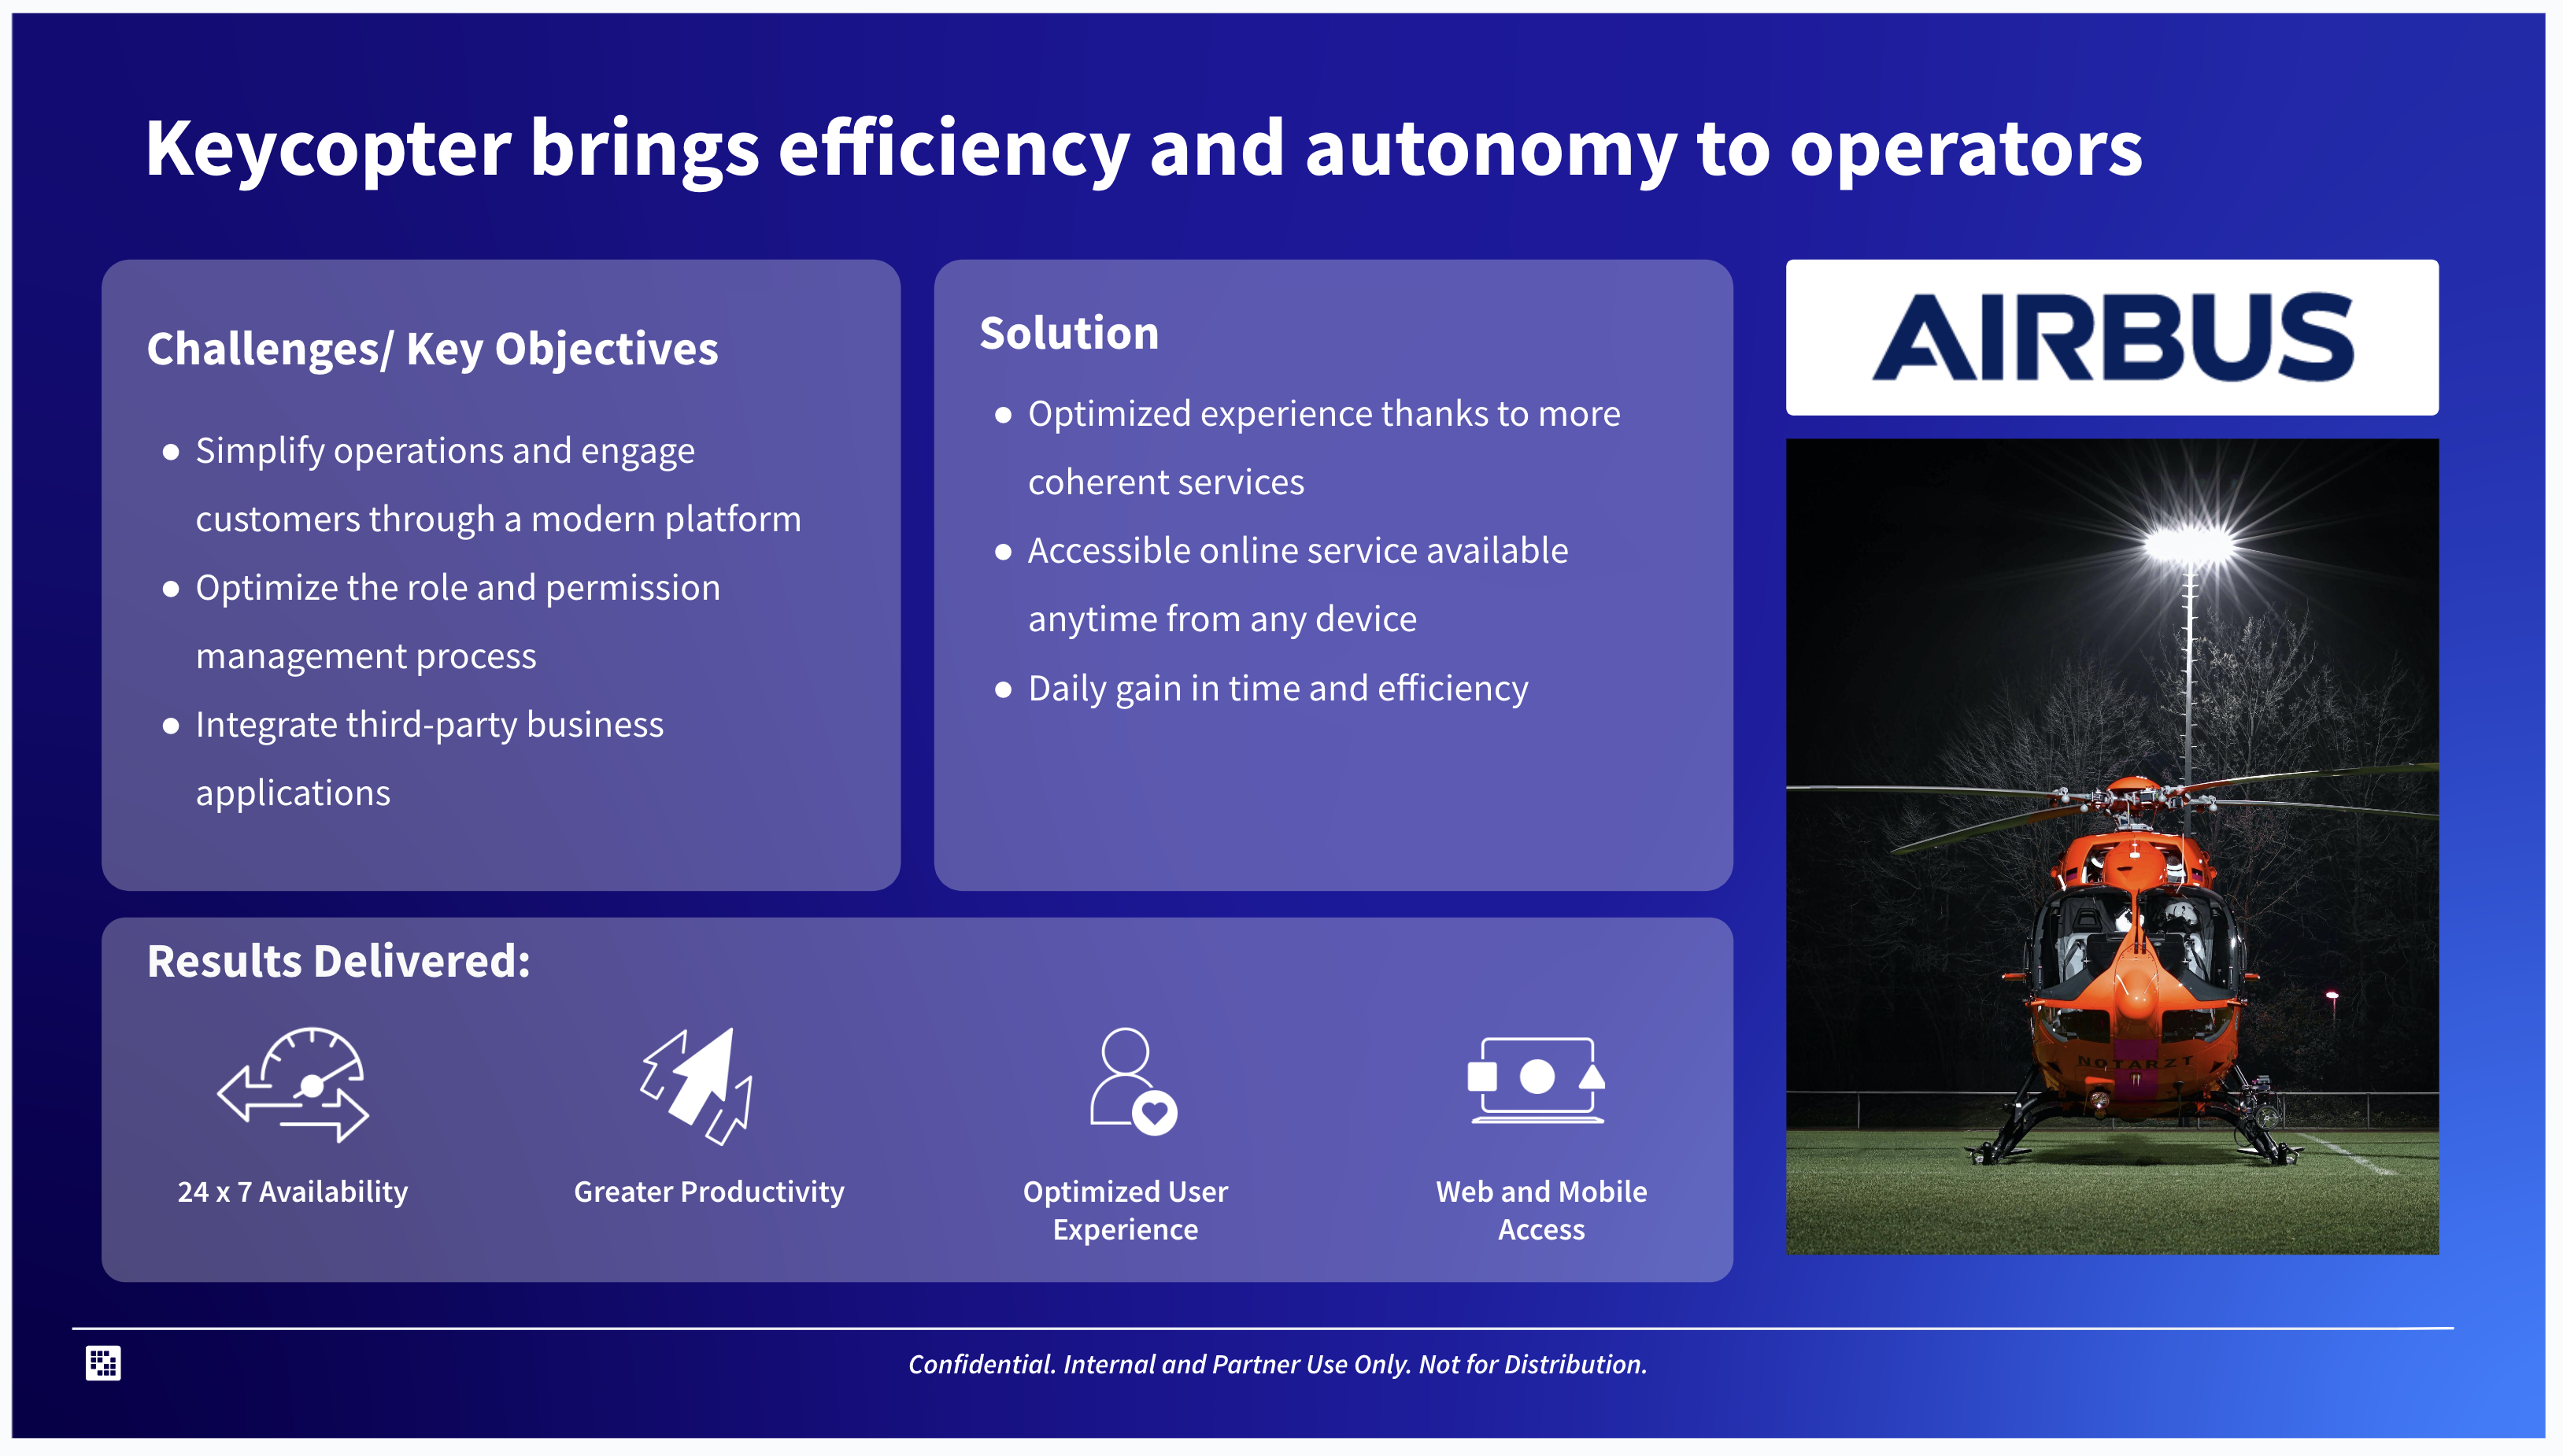 Keycopter brings efficiency and autonomy to operators
Challenges/ Key Objectives
● Simplify operations and engage
customers through a modern platform
● Optimize the role and permission
management process
● Integrate third-party business
applications
Solution
● Optimized experience thanks to more
coherent services
● Accessible online service available
anytime from any device
● Daily gain in time and efficiency
AIRBUS
NOTARZT
Results Delivered:
24 x 7 Availability
Greater Productivity
Optimized User
Experience
Web and Mobile
Access
Confidential. Internal and Partner Use Only. Not for Distribution.